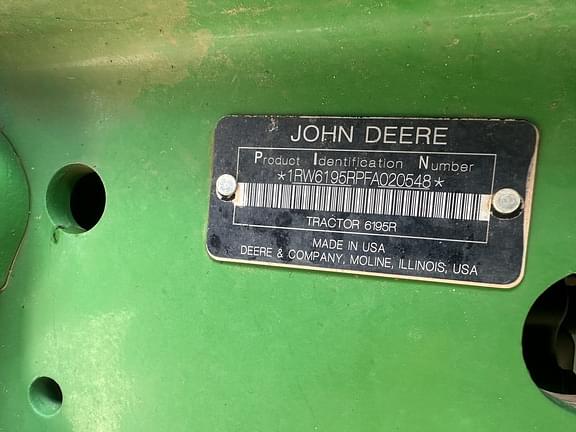 JOHN DEERE
Product Identification Number
*1RW6195RPFA020548*
TRACTOR 6195R
MADE IN USA
DEERE & COMPANY, MOLINE, ILLINOIS, USA